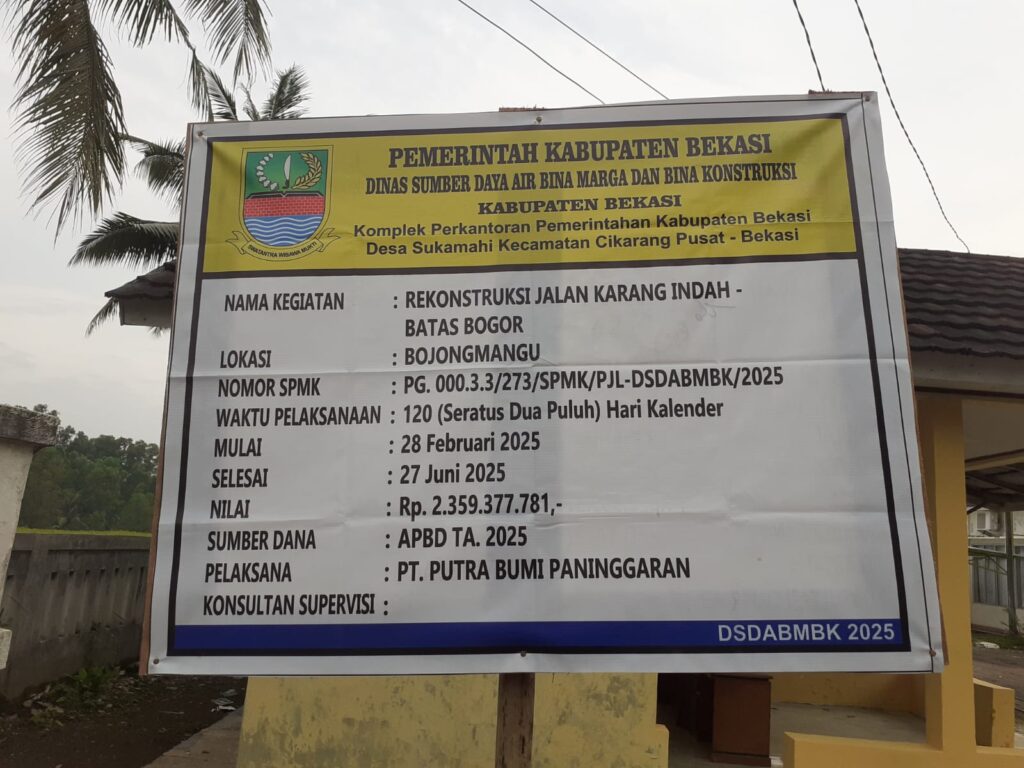 PEMERINTAH KABUPATEN BEKASI
DINAS SUMBER DAYA AIR BINA MARGA DAN BINA KONSTRUKSI
KABUPATEN BEKASI
Komplek Perkantoran Pemerintahan Kabupaten Bekasi
Desa Sukamahi Kecamatan Cikarang Pusat - Bekasi
SWATANTRA WIBAWA MUKTI
NAMA KEGIATAN : REKONSTRUKSI JALAN KARANG INDAH -
BATAS BOGOR
LOKASI : BOJONGMANGU
NOMOR SPMK : PG. 000.3.3/273/SPMK/PJL-DSDABMBK/2025
WAKTU PELAKSANAAN : 120 (Seratus Dua Puluh) Hari Kalender
MULAI : 28 Februari 2025
SELESAI : 27 Juni 2025
NILAI : Rp. 2.359.377.781,-
SUMBER DANA : APBD TA. 2025
PELAKSANA : PT. PUTRA BUMI PANINGGARAN
KONSULTAN SUPERVISI :
DSDABMBK 2025